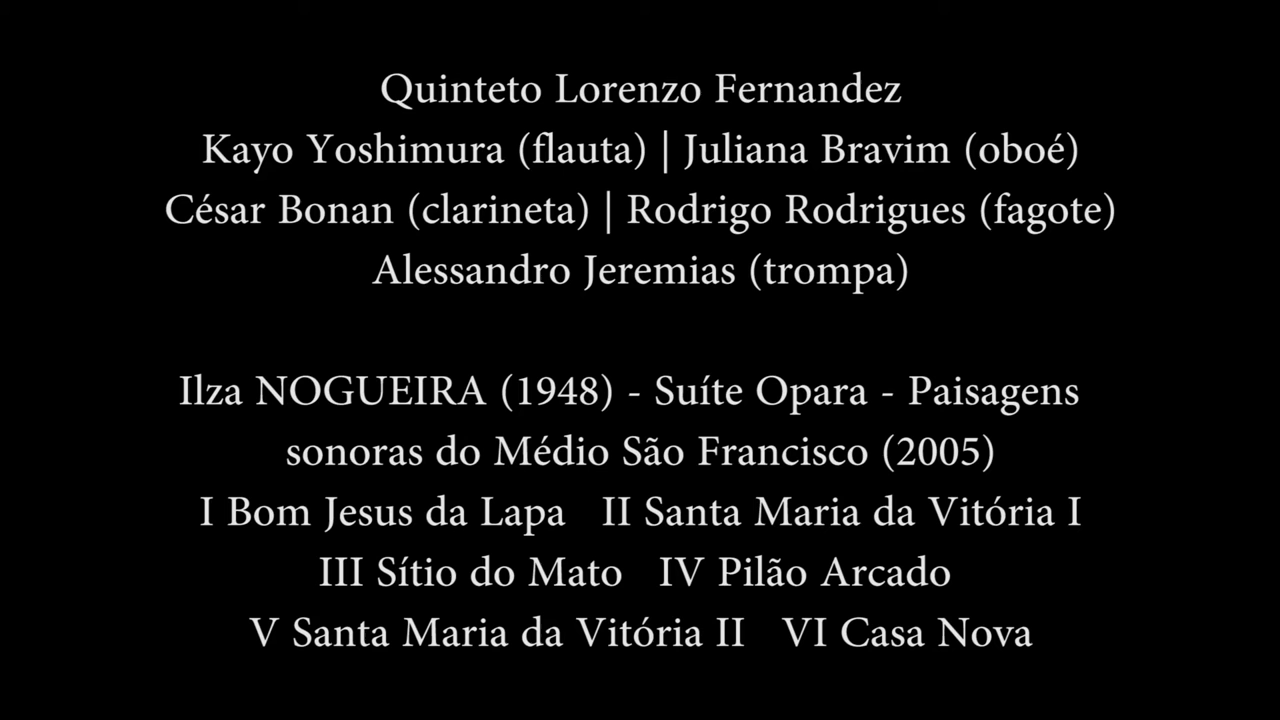 Quinteto Lorenzo Fernandez
Kayo Yoshimura (flauta) | Juliana Bravim (oboé)
César Bonan (clarineta) | Rodrigo Rodrigues (fagote)
Alessandro Jeremias (trompa)
Ilza NOGUEIRA (1948) - Suíte Opara - Paisagens
sonoras do Médio São Francisco (2005)
I Bom Jesus da Lapa II Santa Maria da Vitória I
III Sítio do Mato IV Pilão Arcado
V Santa Maria da Vitória II VI Casa Nova